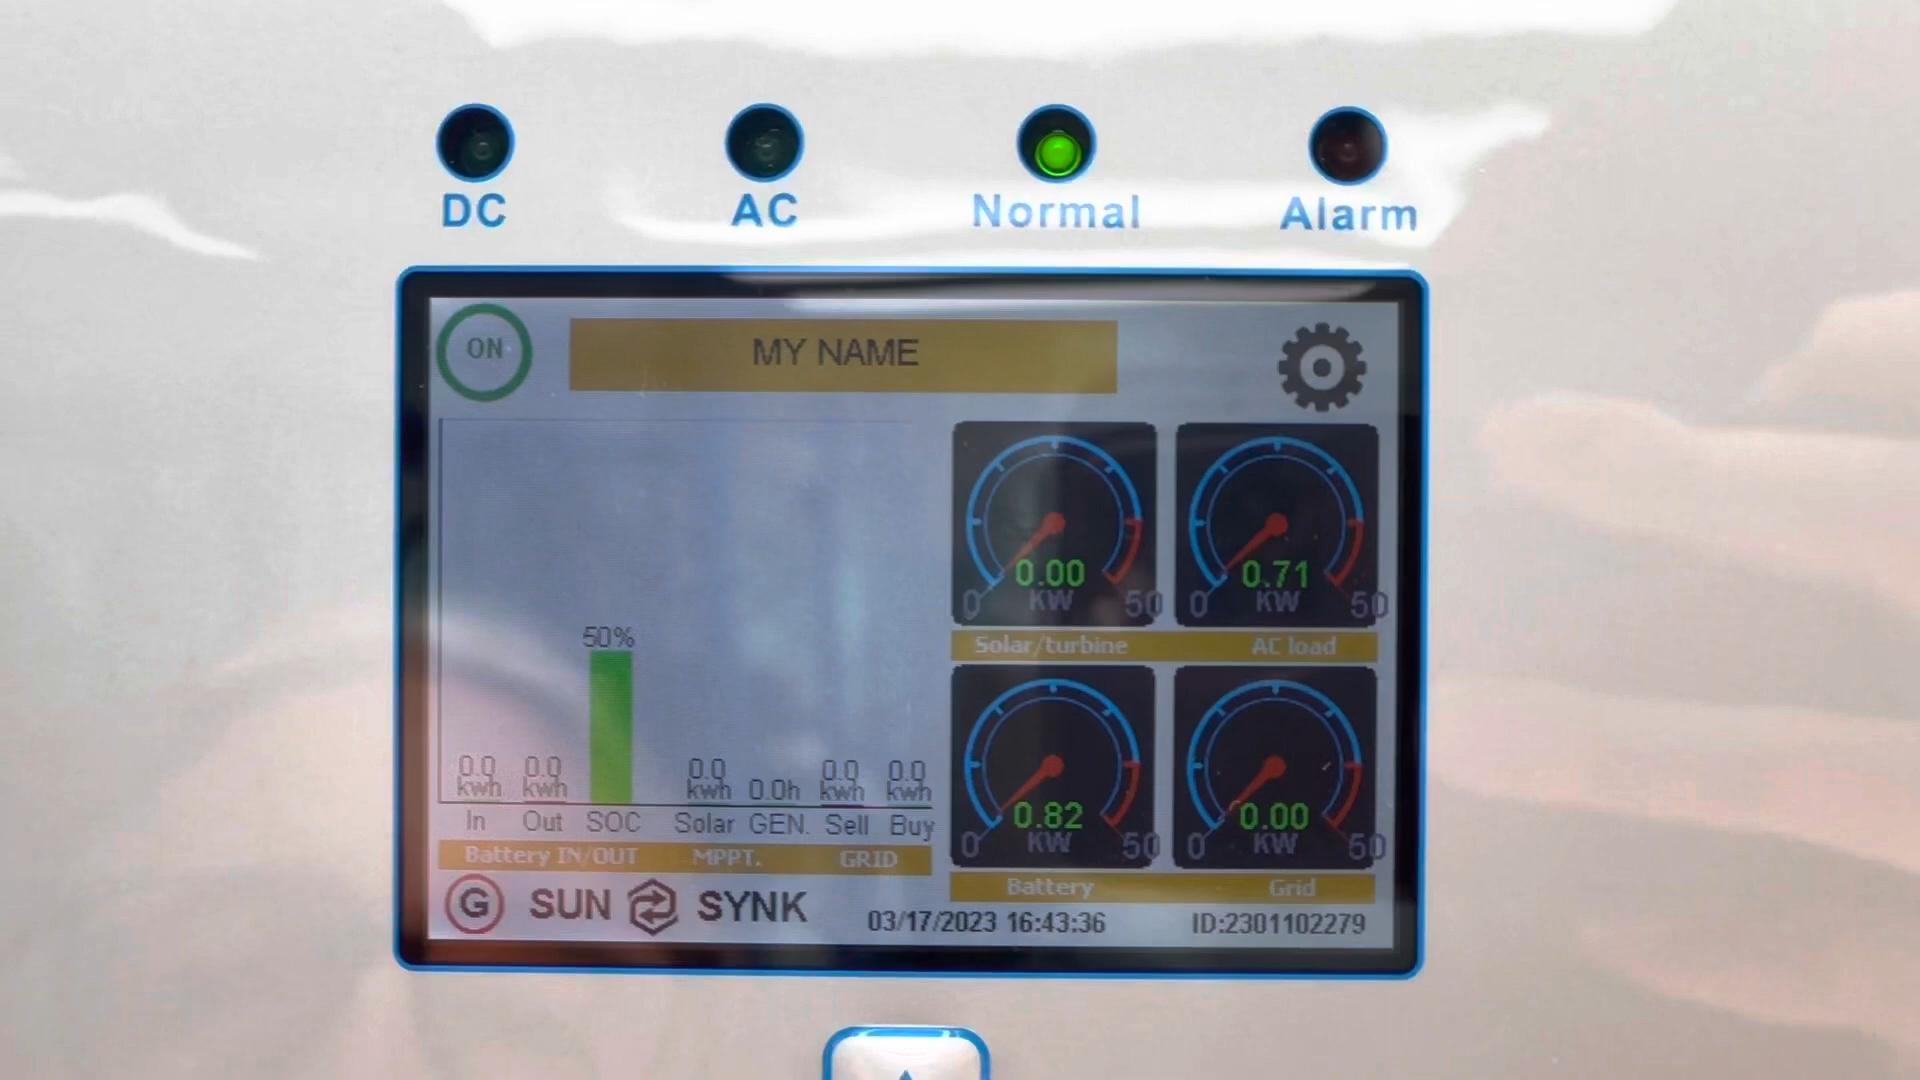 DC AC Normal Alarm
ON MY NAME
0.00 KW 0 50
0.71 KW 0 50
Solar/turbine AC load
0.82 KW 0 50
0.00 KW 0 50
Battery Grid
50%
0.0 0.0 0.0 0.0 0.0
kwh kwh kwh 0.0h kwh kwh
In Out SOC Solar GEN. Sell Buy
Battery IN/OUT MPPT. GRID
G SUN SYNK 03/17/2023 16:43:36 ID:2301102279